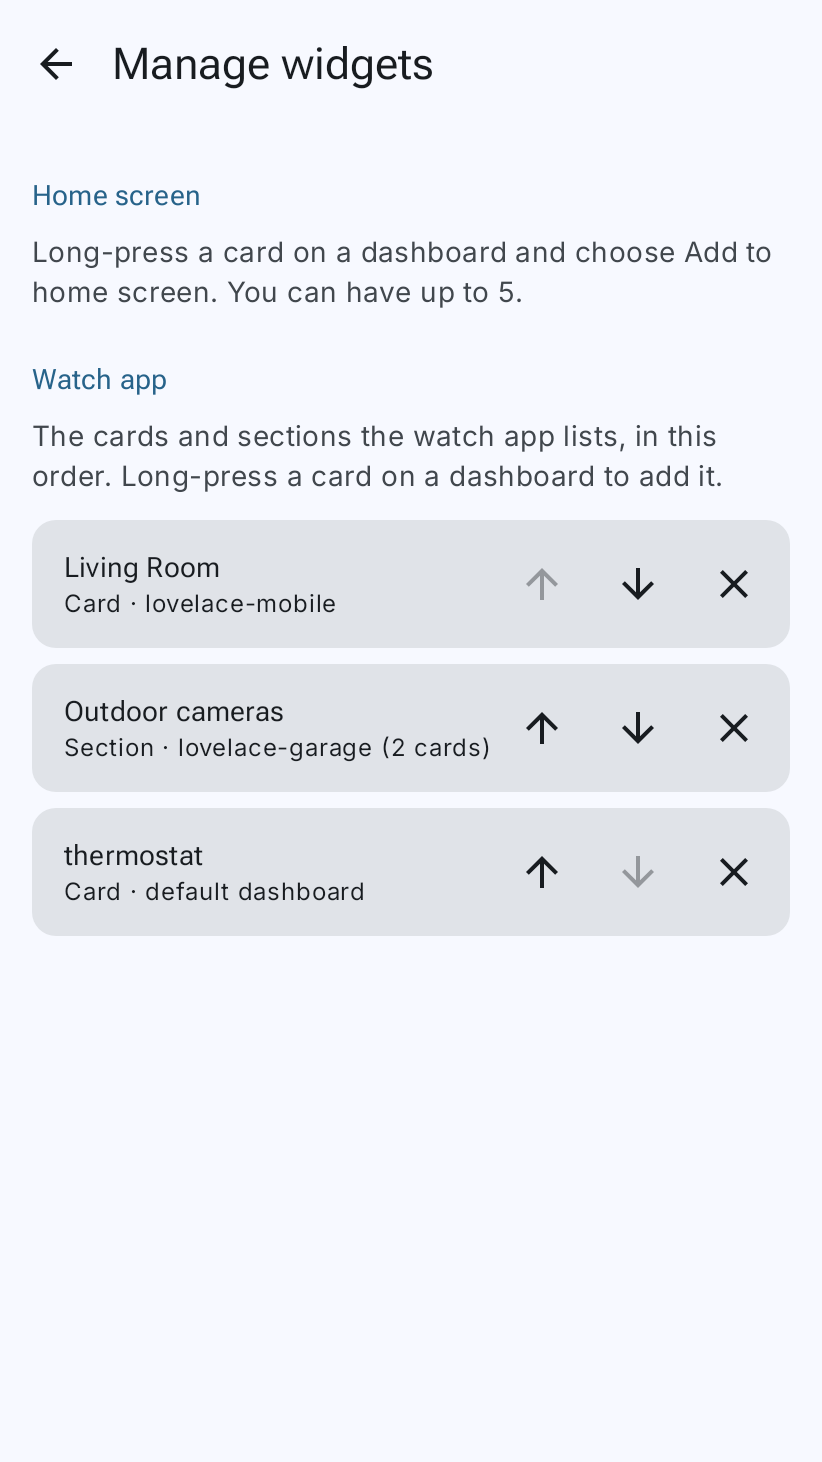 Manage widgets
Home screen
Long-press a card on a dashboard and choose Add to
home screen. You can have up to 5.
Watch app
The cards and sections the watch app lists, in this
order. Long-press a card on a dashboard to add it.
Living Room
Card · lovelace-mobile
Outdoor cameras
Section · lovelace-garage (2 cards)
thermostat
Card · default dashboard